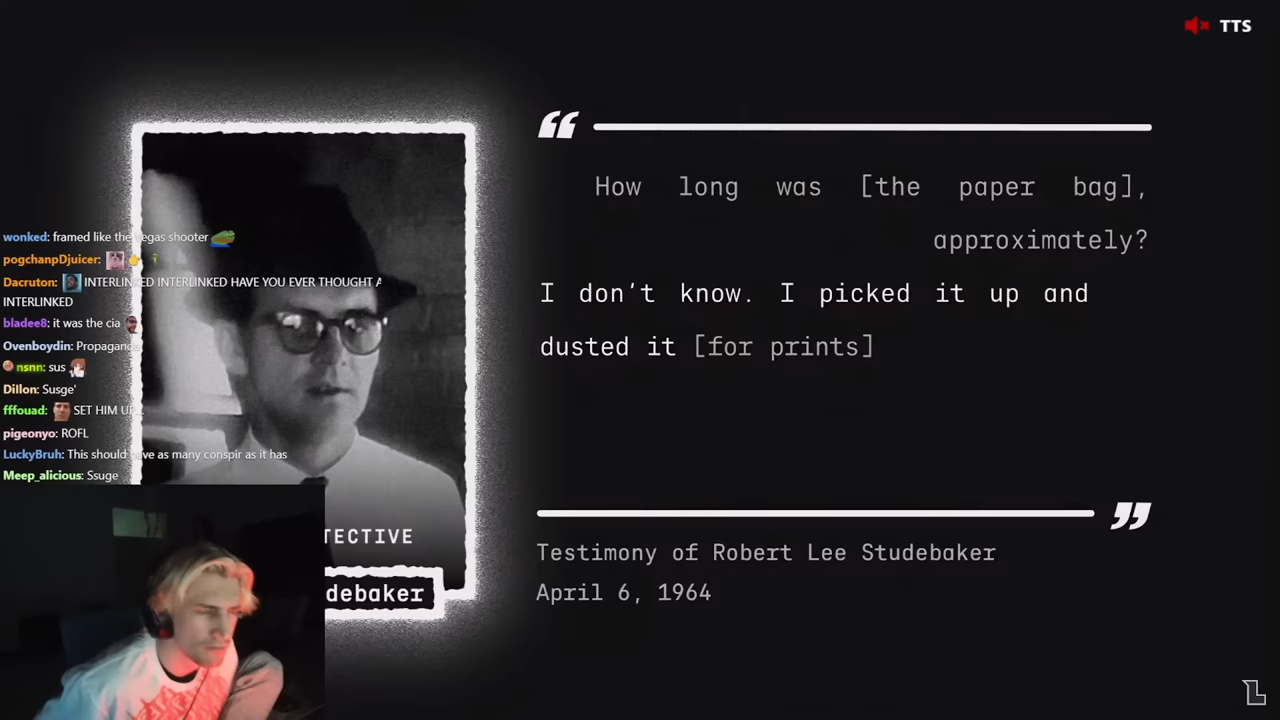 TTS
“
How long was [the paper bag],
approximately?
I don't know. I picked it up and
dusted it [for prints]
”
Testimony of Robert Lee Studebaker
April 6, 1964
wonked: framed like the vegas shooter
pogchanpDjuicer:
Dacruton: INTERLINKED INTERLINKED HAVE YOU EVER THOUGHT A
INTERLINKED
bladee8: it was the cia
Ovenboydin: Propagand
nsnn: sus
Dillon: Susge'
fffouad: SET HIM U
pigeonyo: ROFL
LuckyBruh: This should have as many conspir as it has
Meep_alicious: Ssuge
TECTIVE
debaker
L